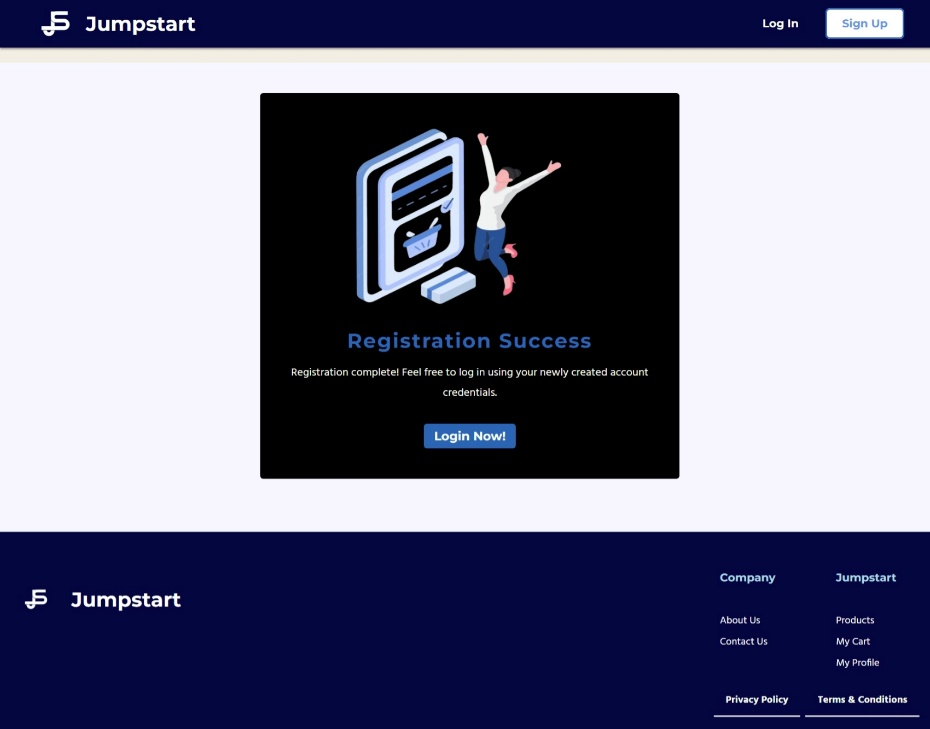 Jumpstart
Log In
Sign Up
Registration Success
Registration complete! Feel free to log in using your newly created account
credentials.
Login Now!
Jumpstart
Company
About Us
Contact Us
Jumpstart
Products
My Cart
My Profile
Privacy Policy
Terms & Conditions